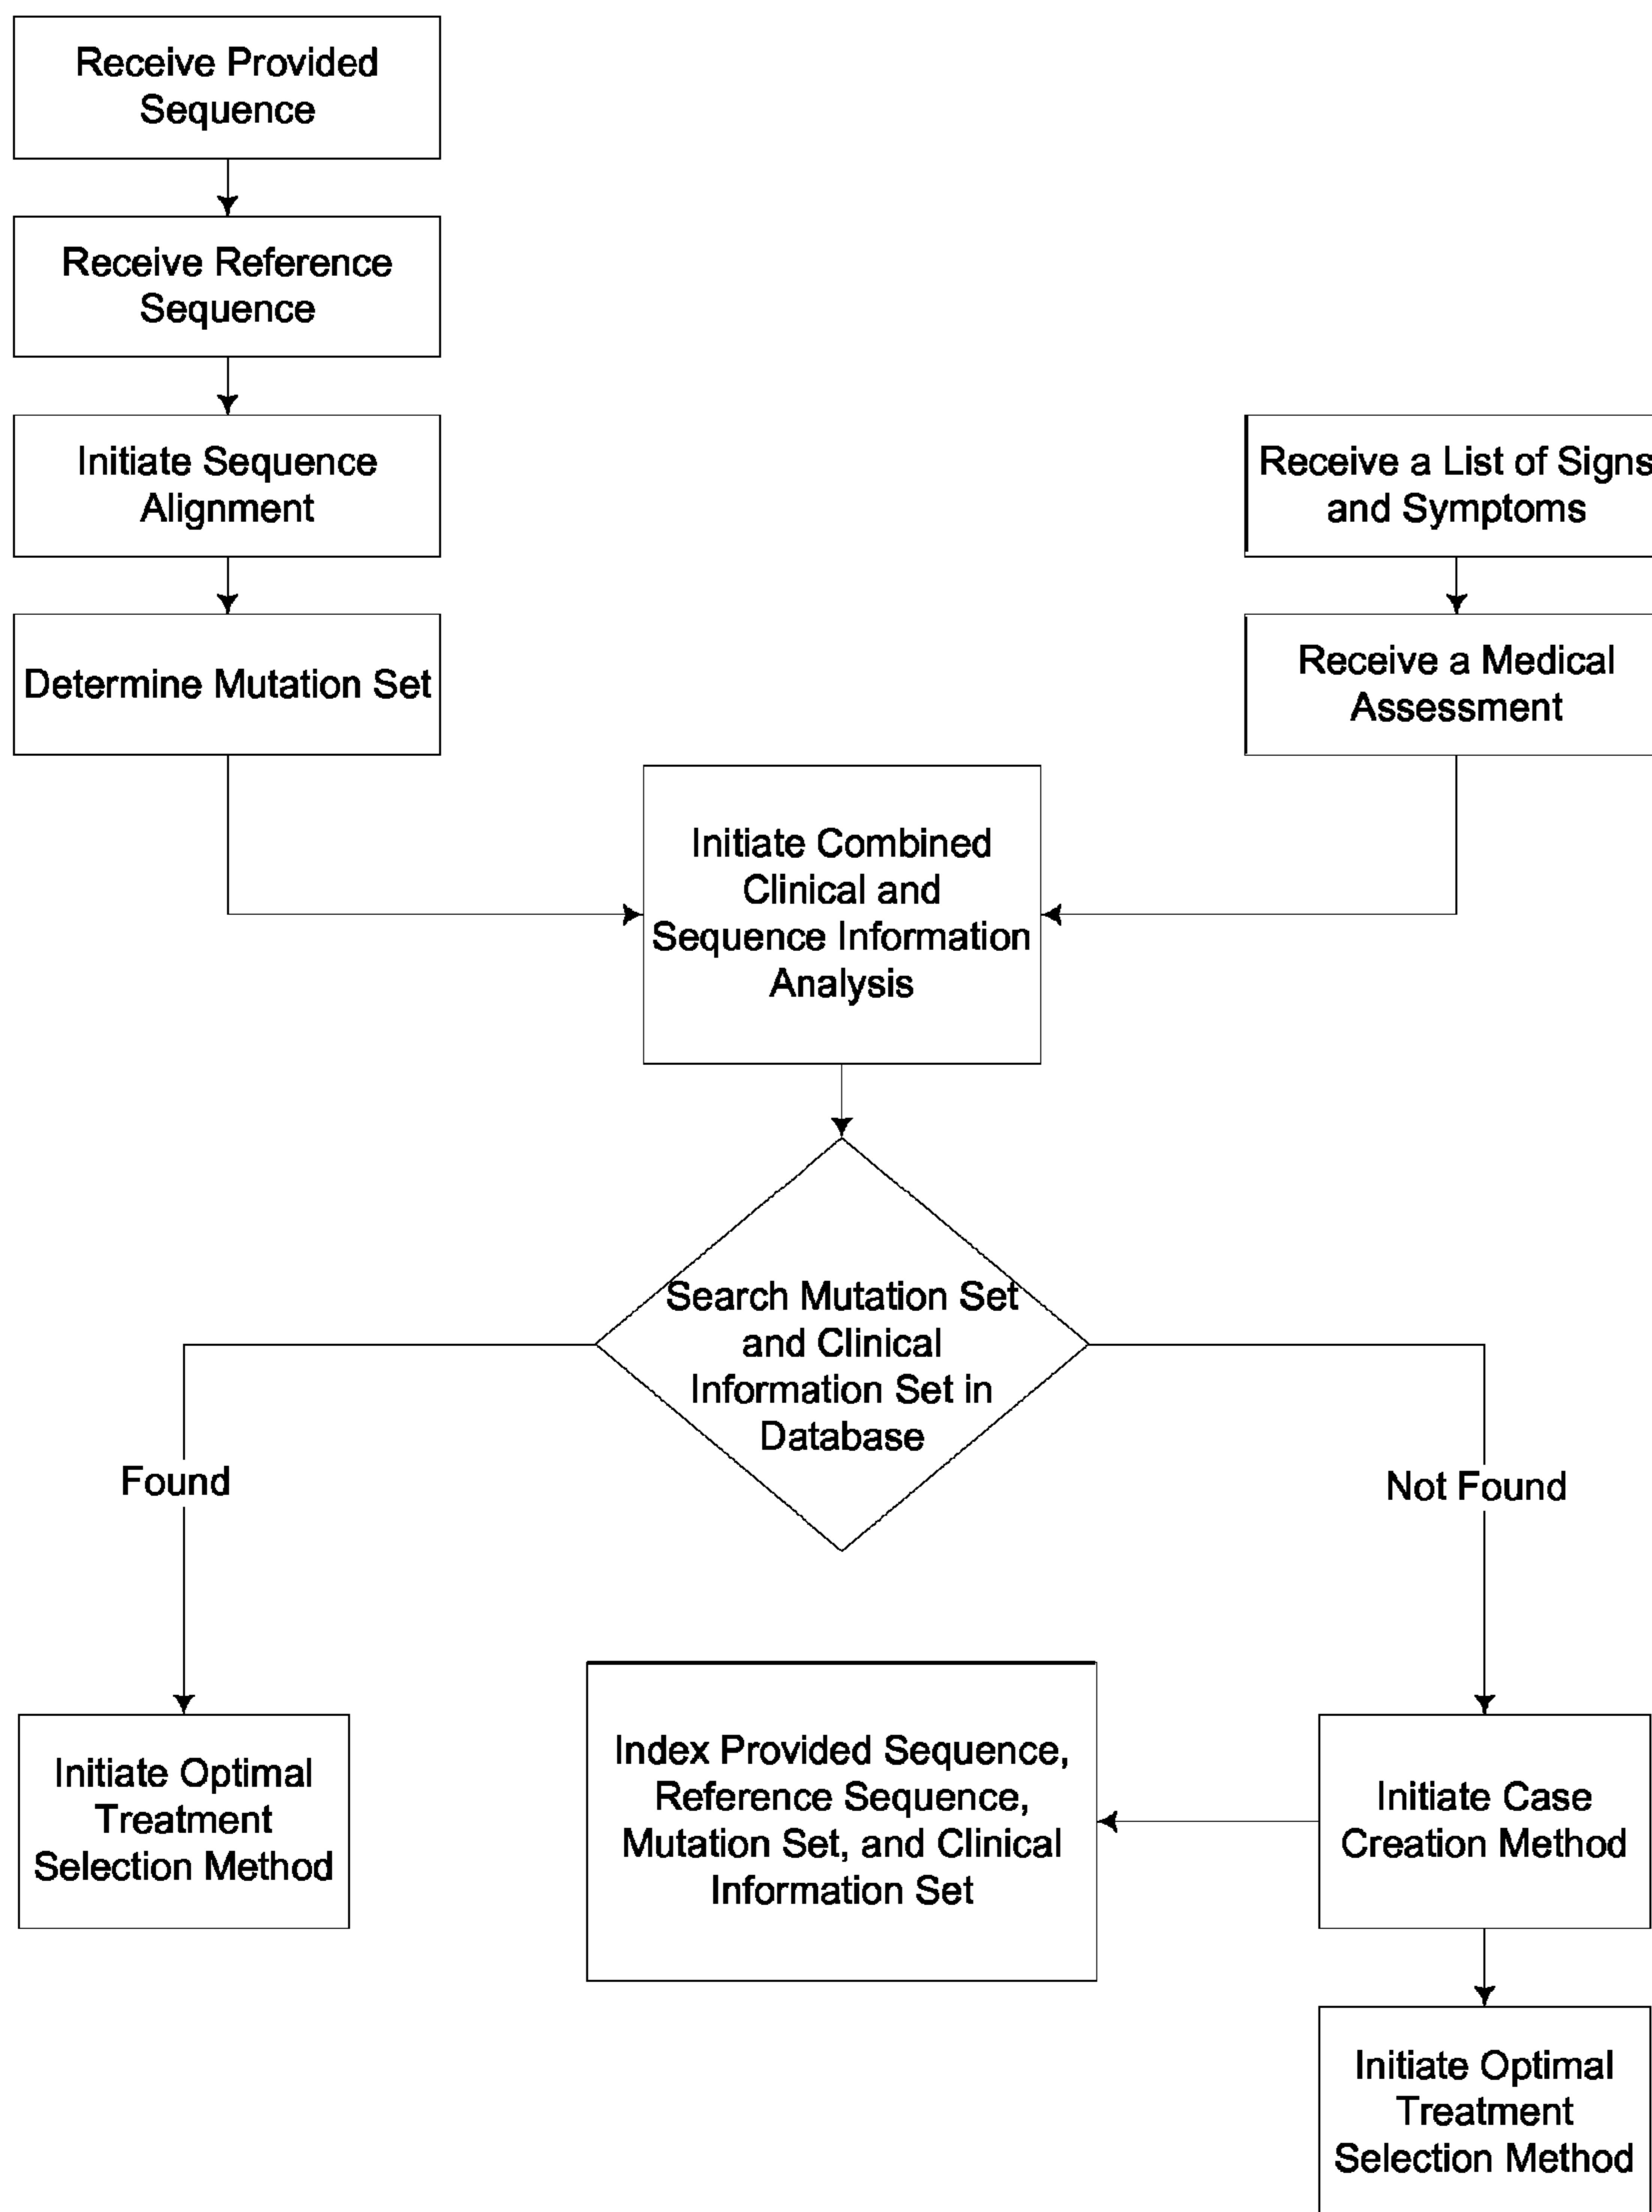 Receive Provided
Sequence
Receive Reference
Sequence
Initiate Sequence
Alignment
Determine Mutation Set
Receive a List of Signs
and Symptoms
Receive a Medical
Assessment
Initiate Combined
Clinical and
Sequence Information
Analysis
Search Mutation Set
and Clinical
Information Set in
Database
Found
Not Found
Initiate Optimal
Treatment
Selection Method
Index Provided Sequence,
Reference Sequence,
Mutation Set, and Clinical
Information Set
Initiate Case
Creation Method
Initiate Optimal
Treatment
Selection Method